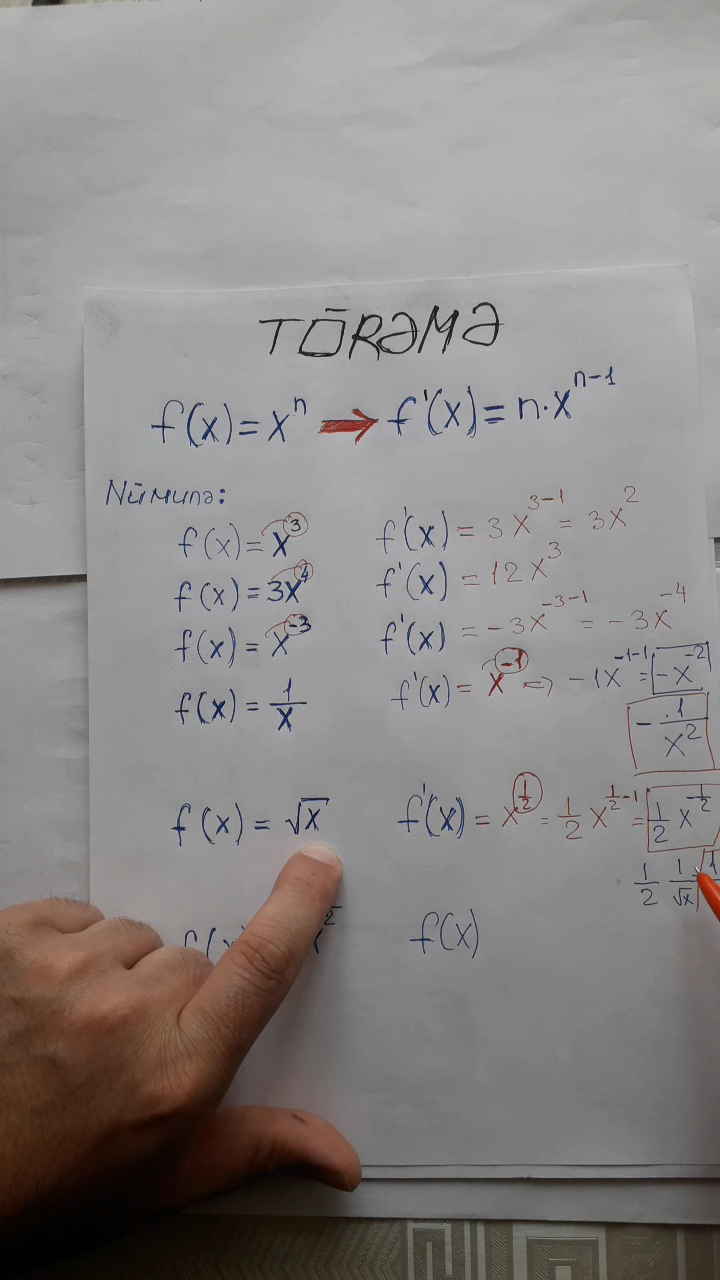 TÖRƏMƏ
f(x) = xⁿ → f'(x) = n·xⁿ⁻¹
Nümunə:
f(x) = x³ f'(x) = 3x³⁻¹ = 3x²
f(x) = 3x⁴ f'(x) = 12x³
f(x) = x⁻³ f'(x) = -3x⁻³⁻¹ = -3x⁻⁴
f(x) = 1/x f'(x) = x⁻¹ ⇔ -1x⁻¹⁻¹ = -x⁻²
-1/x²
f(x) = √x f'(x) = x^(1/2) = 1/2 x^(1/2-1) = 1/2 x^(-1/2)
1/2 1/√x
f(x)